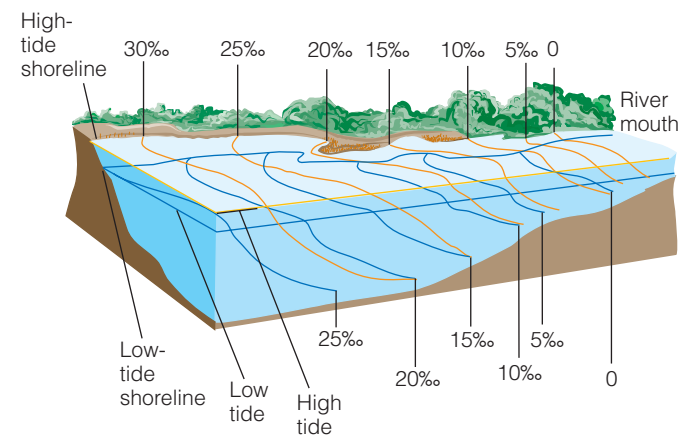 High-
tide
shoreline
30‰
25‰
20‰
15‰
10‰
5‰
0
River
mouth
25‰
20‰
15‰
10‰
5‰
0
Low-
tide
shoreline
Low
tide
High
tide